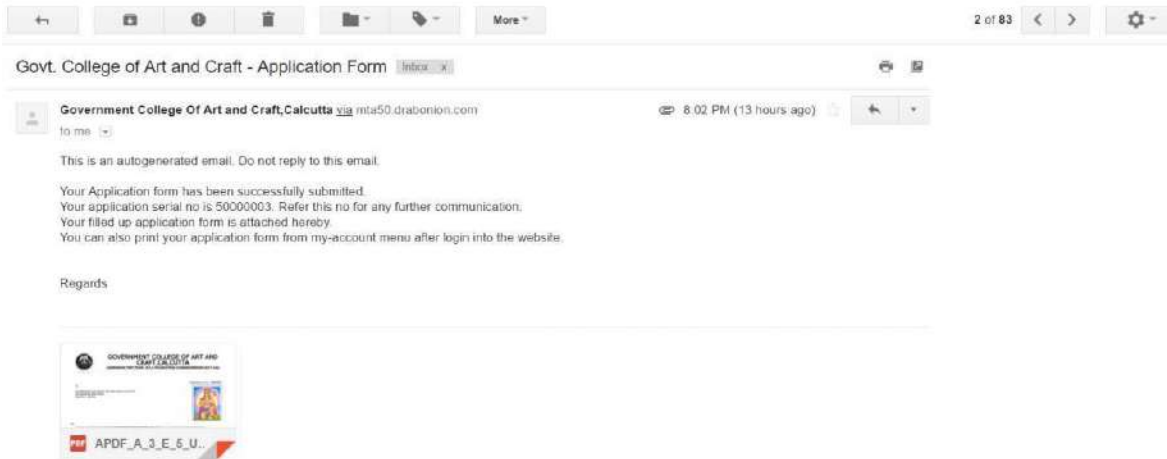 More
2 of 83
Govt. College of Art and Craft - Application Form Inbox x
Government College Of Art and Craft,Calcutta via mta50.drabonion.com
8:02 PM (13 hours ago)
to me
This is an autogenerated email. Do not reply to this email.
Your Application form has been successfully submitted.
Your application serial no is 50000003. Refer this no for any further communication.
Your filled up application form is attached hereby.
You can also print your application form from my-account menu after login into the website.
Regards
GOVERNMENT COLLEGE OF ART AND
CRAFT,CALCUTTA
PDF APDF_A_3_E_5_U...